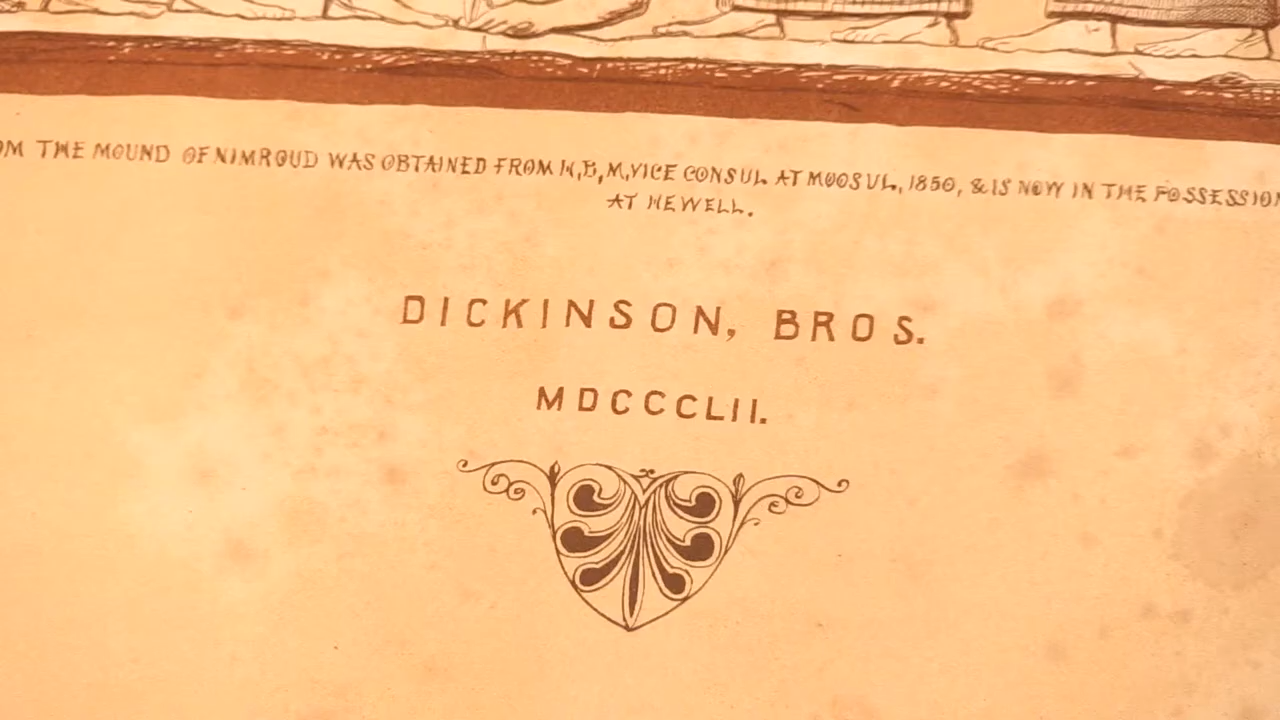 OM THE MOUND OF NIMROUD WAS OBTAINED FROM H,B,M,VICE CONSUL AT MOOSUL, 1850, & IS NOW IN THE POSSESSION
AT HEWELL.
DICKINSON, BROS.
MDCCCLII.